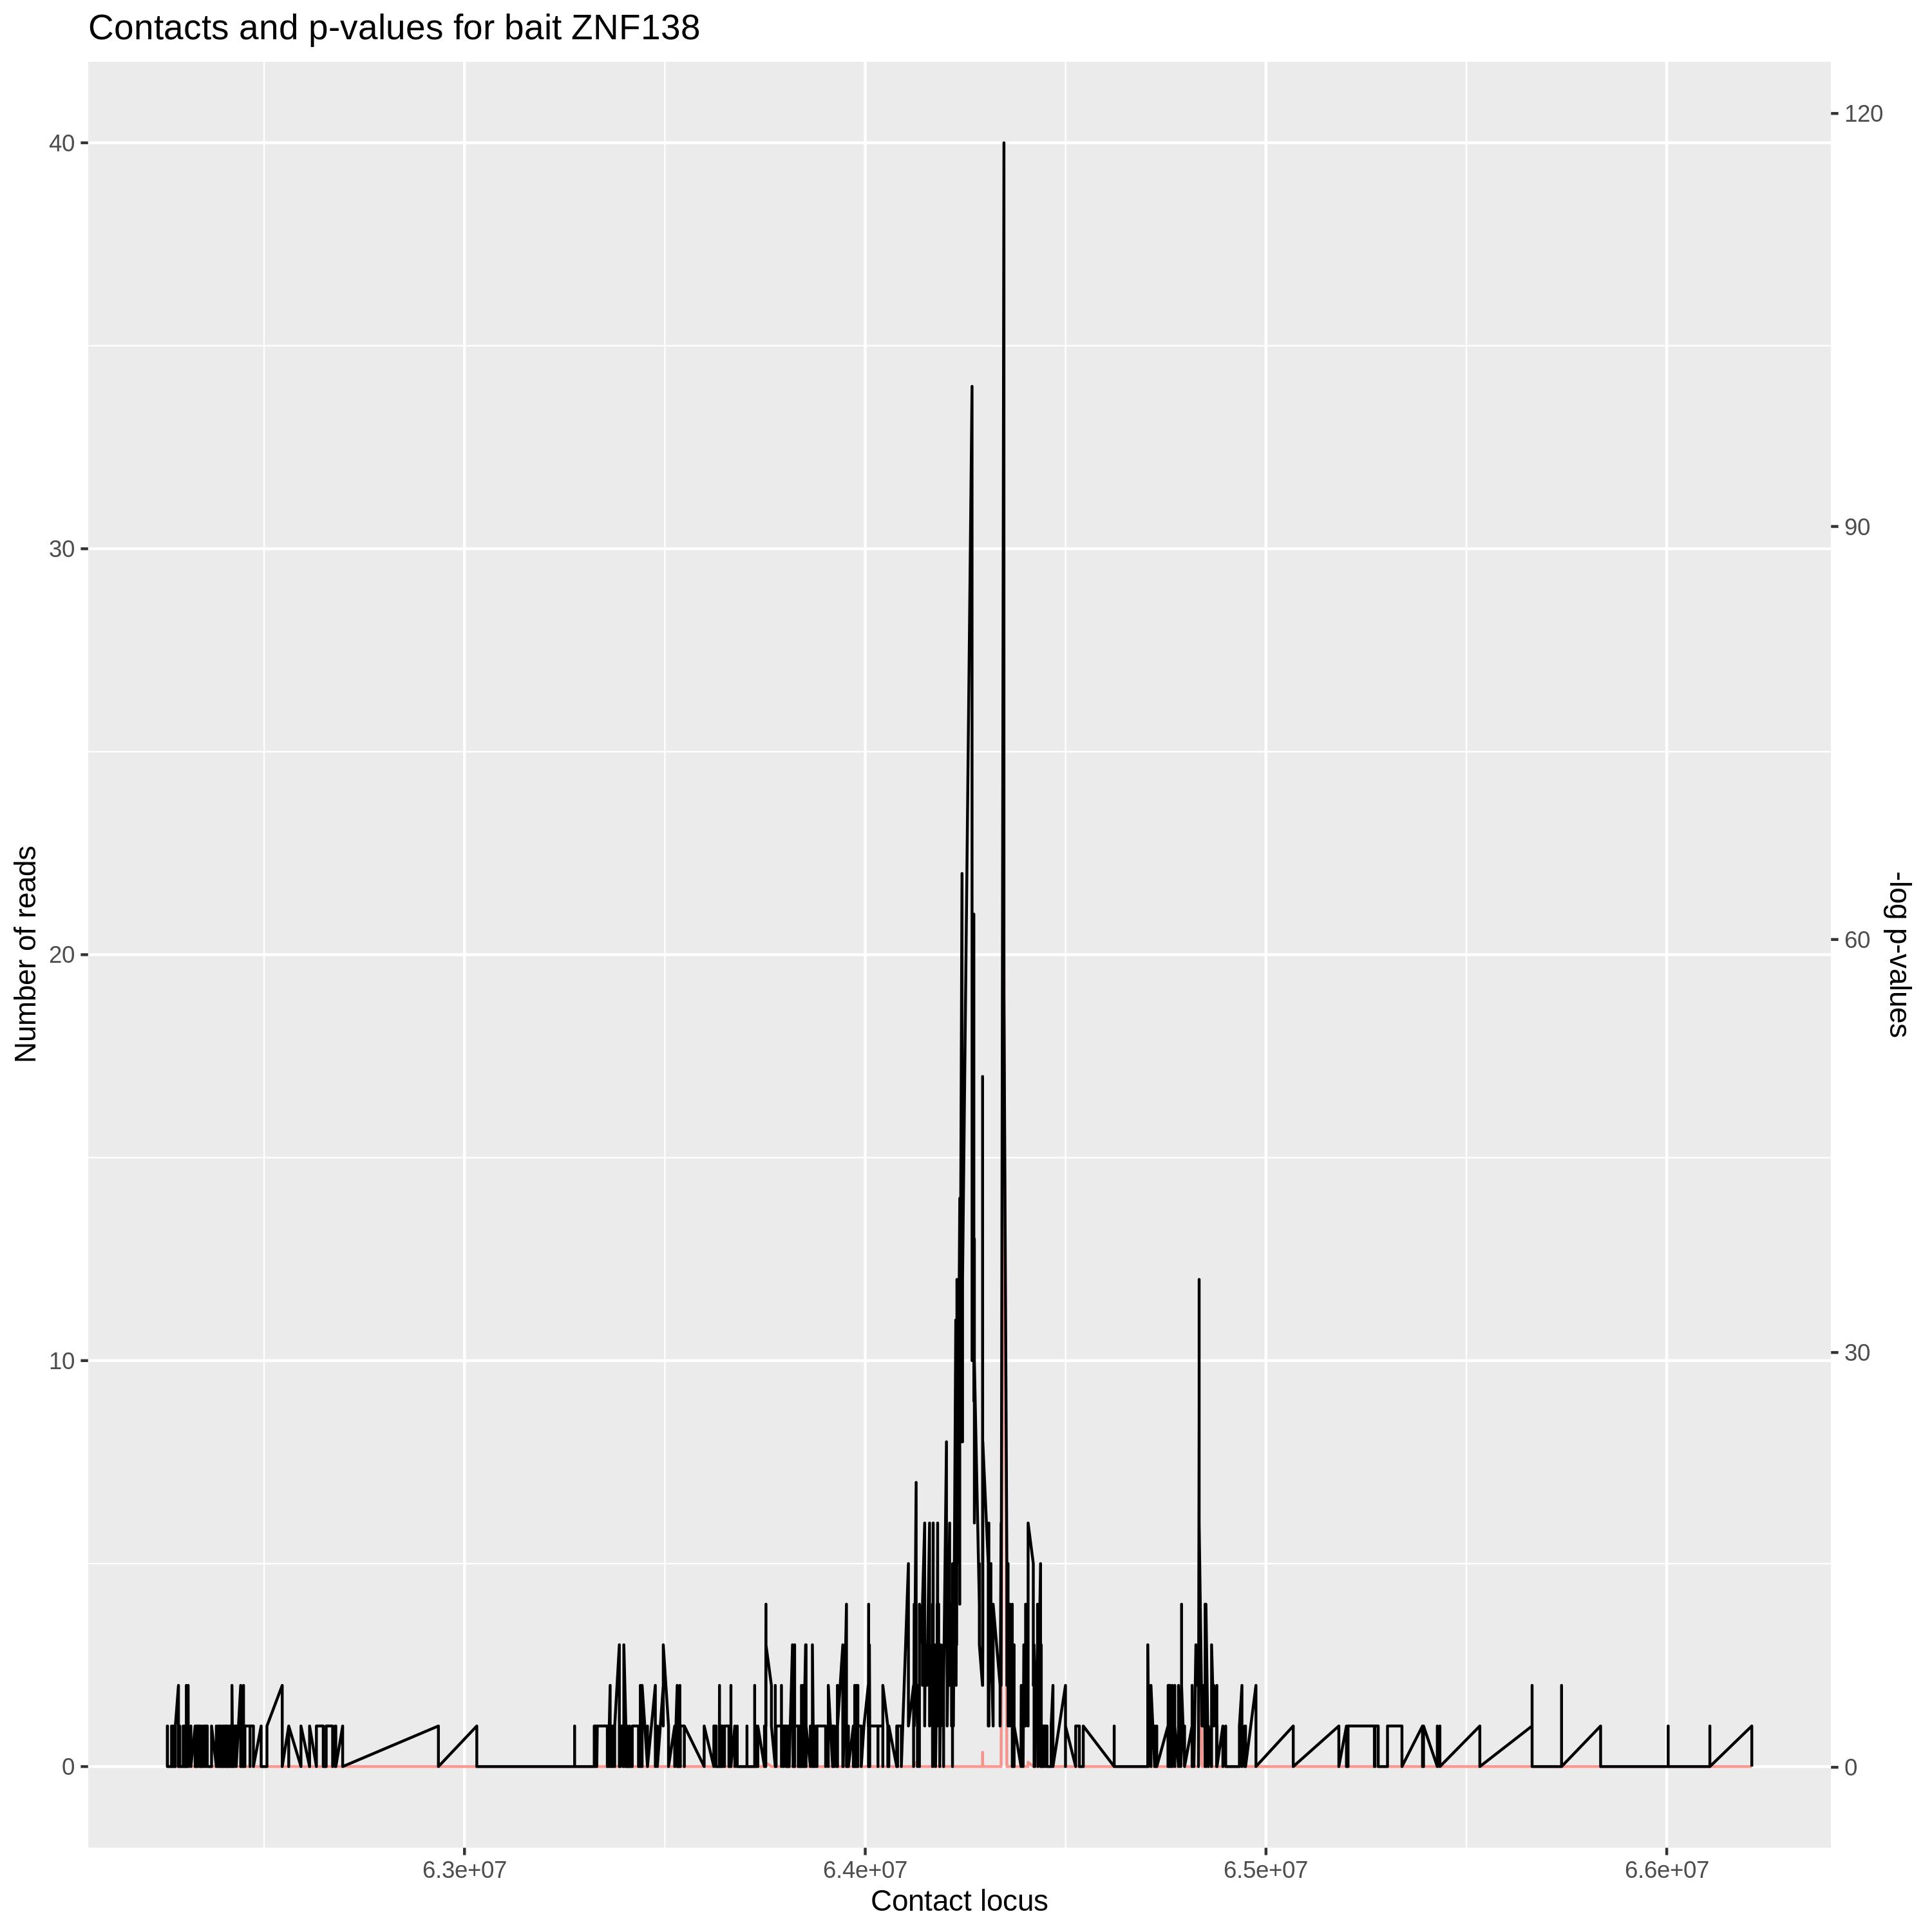 Contacts and p-values for bait ZNF138
40
30
20
10
0
120
90
60
30
0
Number of reads
-log p-values
6.3e+07
6.4e+07
6.5e+07
6.6e+07
Contact locus